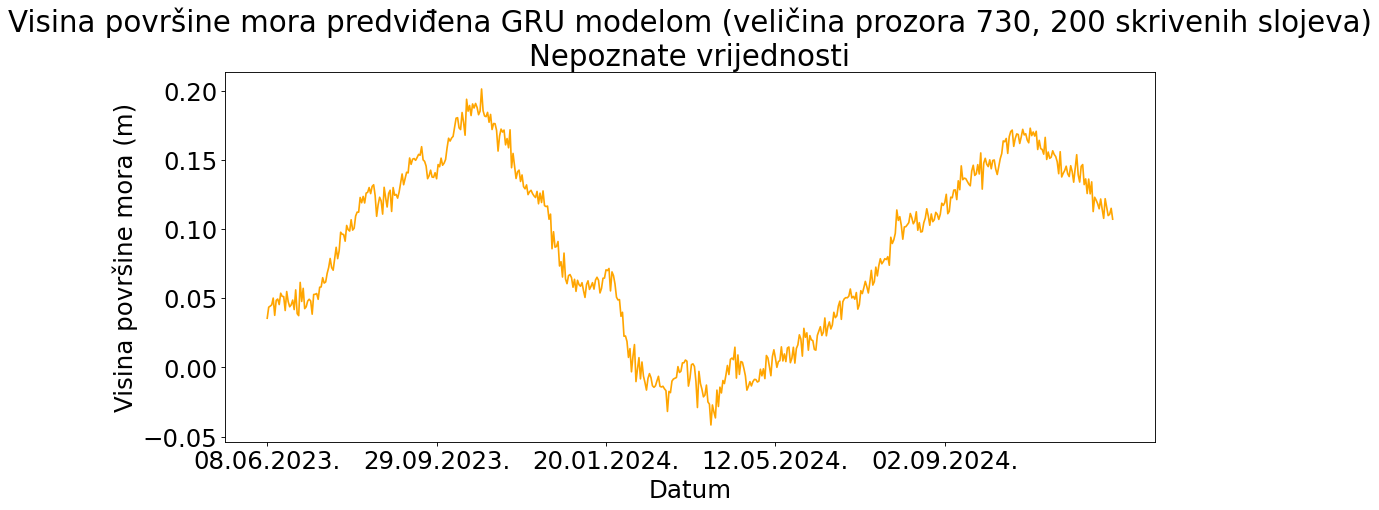 Visina površine mora predviđena GRU modelom (veličina prozora 730, 200 skrivenih slojeva)
Nepoznate vrijednosti
Visina površine mora (m)
0.20
0.15
0.10
0.05
0.00
−0.05
08.06.2023. 29.09.2023. 20.01.2024. 12.05.2024. 02.09.2024.
Datum